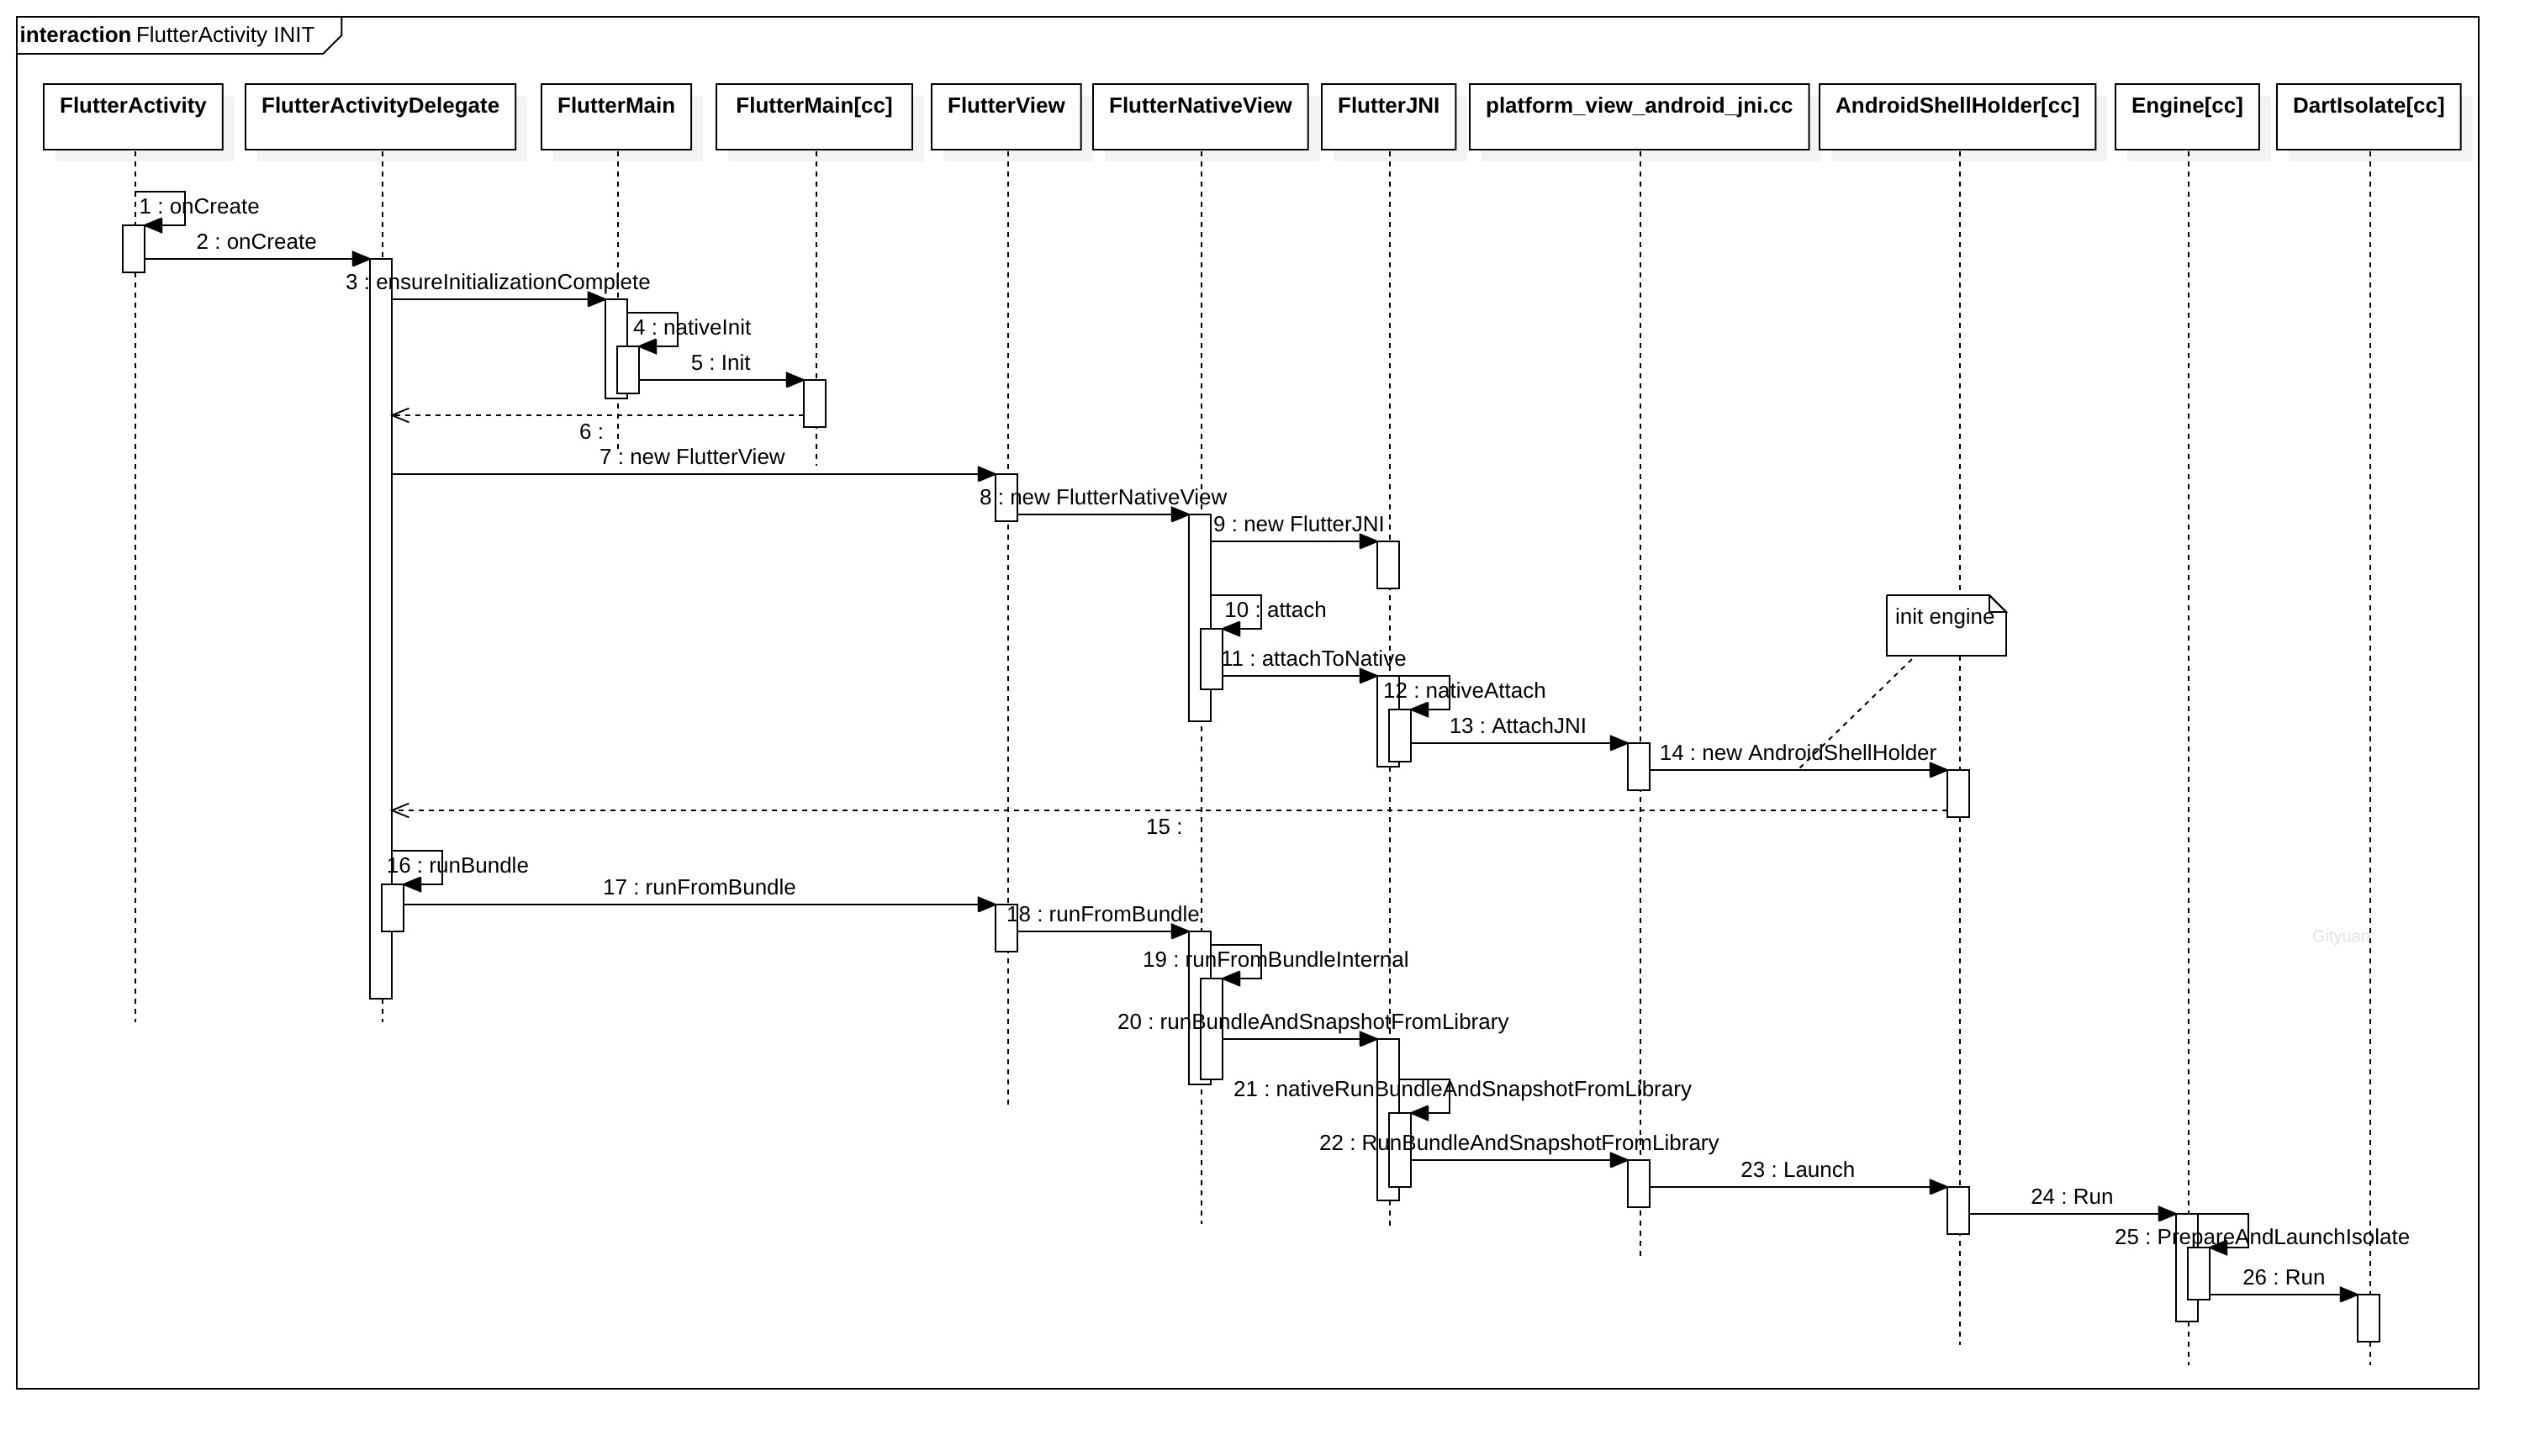 interaction FlutterActivity INIT
FlutterActivity
FlutterActivityDelegate
FlutterMain
FlutterMain[cc]
FlutterView
FlutterNativeView
FlutterJNI
platform_view_android_jni.cc
AndroidShellHolder[cc]
Engine[cc]
DartIsolate[cc]
1 : onCreate
2 : onCreate
3 : ensureInitializationComplete
4 : nativeInit
5 : Init
6 :
7 : new FlutterView
8 : new FlutterNativeView
9 : new FlutterJNI
10 : attach
init engine
11 : attachToNative
12 : nativeAttach
13 : AttachJNI
14 : new AndroidShellHolder
15 :
16 : runBundle
17 : runFromBundle
18 : runFromBundle
Gityuan
19 : runFromBundleInternal
20 : runBundleAndSnapshotFromLibrary
21 : nativeRunBundleAndSnapshotFromLibrary
22 : RunBundleAndSnapshotFromLibrary
23 : Launch
24 : Run
25 : PrepareAndLaunchIsolate
26 : Run